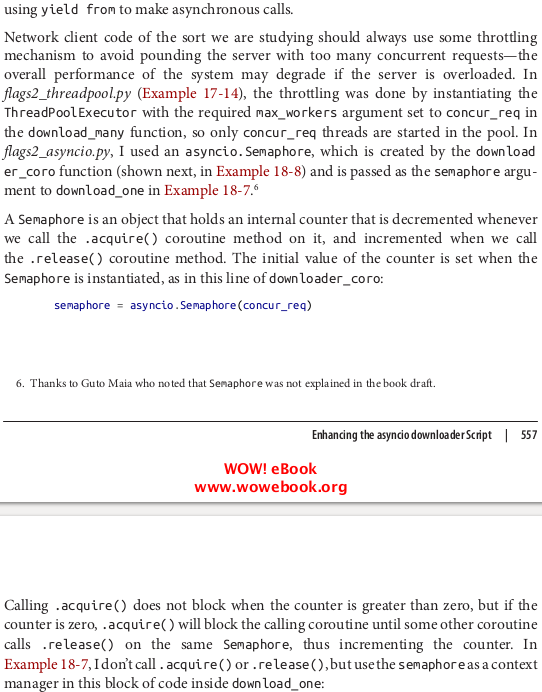 using yield from to make asynchronous calls.
Network client code of the sort we are studying should always use some throttling
mechanism to avoid pounding the server with too many concurrent requests—the
overall performance of the system may degrade if the server is overloaded. In
flags2_threadpool.py (Example 17-14), the throttling was done by instantiating the
ThreadPoolExecutor with the required max_workers argument set to concur_req in
the download_many function, so only concur_req threads are started in the pool. In
flags2_asyncio.py, I used an asyncio.Semaphore, which is created by the download
er_coro function (shown next, in Example 18-8) and is passed as the semaphore argu‐
ment to download_one in Example 18-7.⁶
A Semaphore is an object that holds an internal counter that is decremented whenever
we call the .acquire() coroutine method on it, and incremented when we call
the .release() coroutine method. The initial value of the counter is set when the
Semaphore is instantiated, as in this line of downloader_coro:
semaphore = asyncio.Semaphore(concur_req)
6. Thanks to Guto Maia who noted that Semaphore was not explained in the book draft.
Enhancing the asyncio downloader Script | 557
WOW! eBook
www.wowebook.org
Calling .acquire() does not block when the counter is greater than zero, but if the
counter is zero, .acquire() will block the calling coroutine until some other coroutine
calls .release() on the same Semaphore, thus incrementing the counter. In
Example 18-7, I don't call .acquire() or .release(), but use the semaphore as a context
manager in this block of code inside download_one: